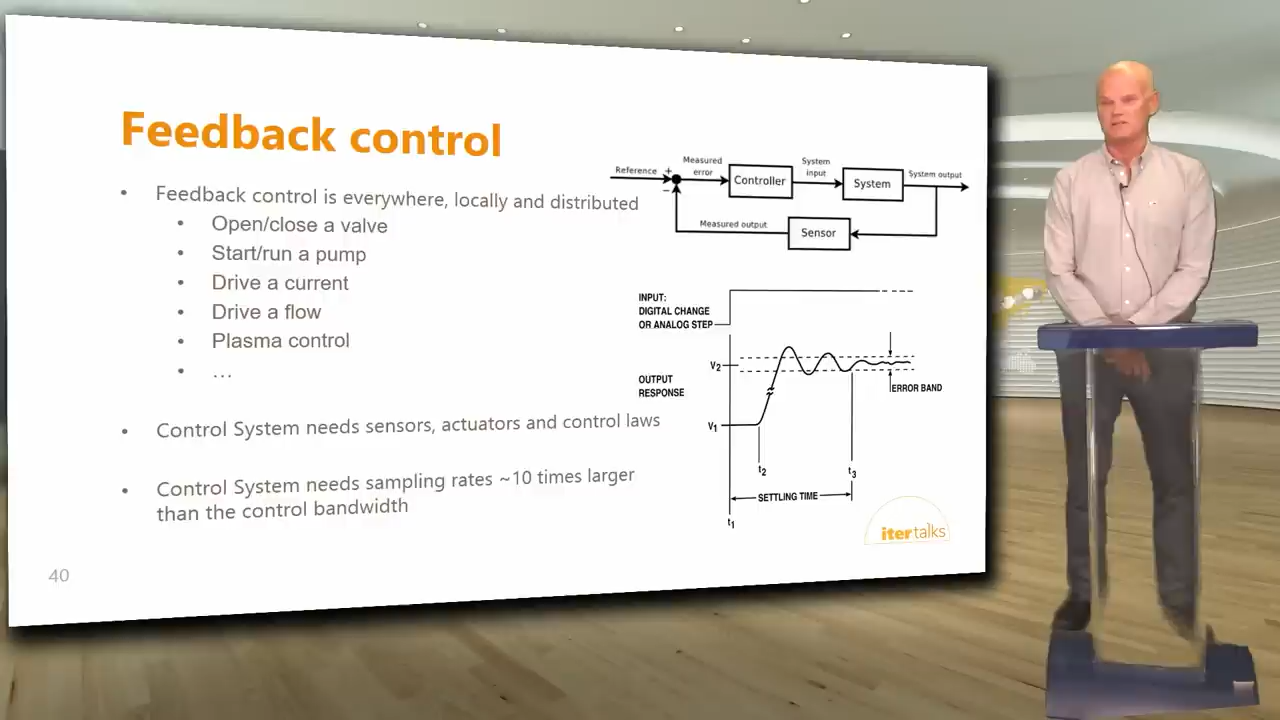 Feedback control
• Feedback control is everywhere, locally and distributed
• Open/close a valve
• Start/run a pump
• Drive a current
• Drive a flow
• Plasma control
• ...
• Control System needs sensors, actuators and control laws
• Control System needs sampling rates ~10 times larger
than the control bandwidth
Reference
+
−
Measured
error
Controller
System
input
System
System output
Measured output
Sensor
INPUT:
DIGITAL CHANGE
OR ANALOG STEP
V2
OUTPUT
RESPONSE
ERROR BAND
V1
t2
t3
SETTLING TIME
t1
iter talks
40